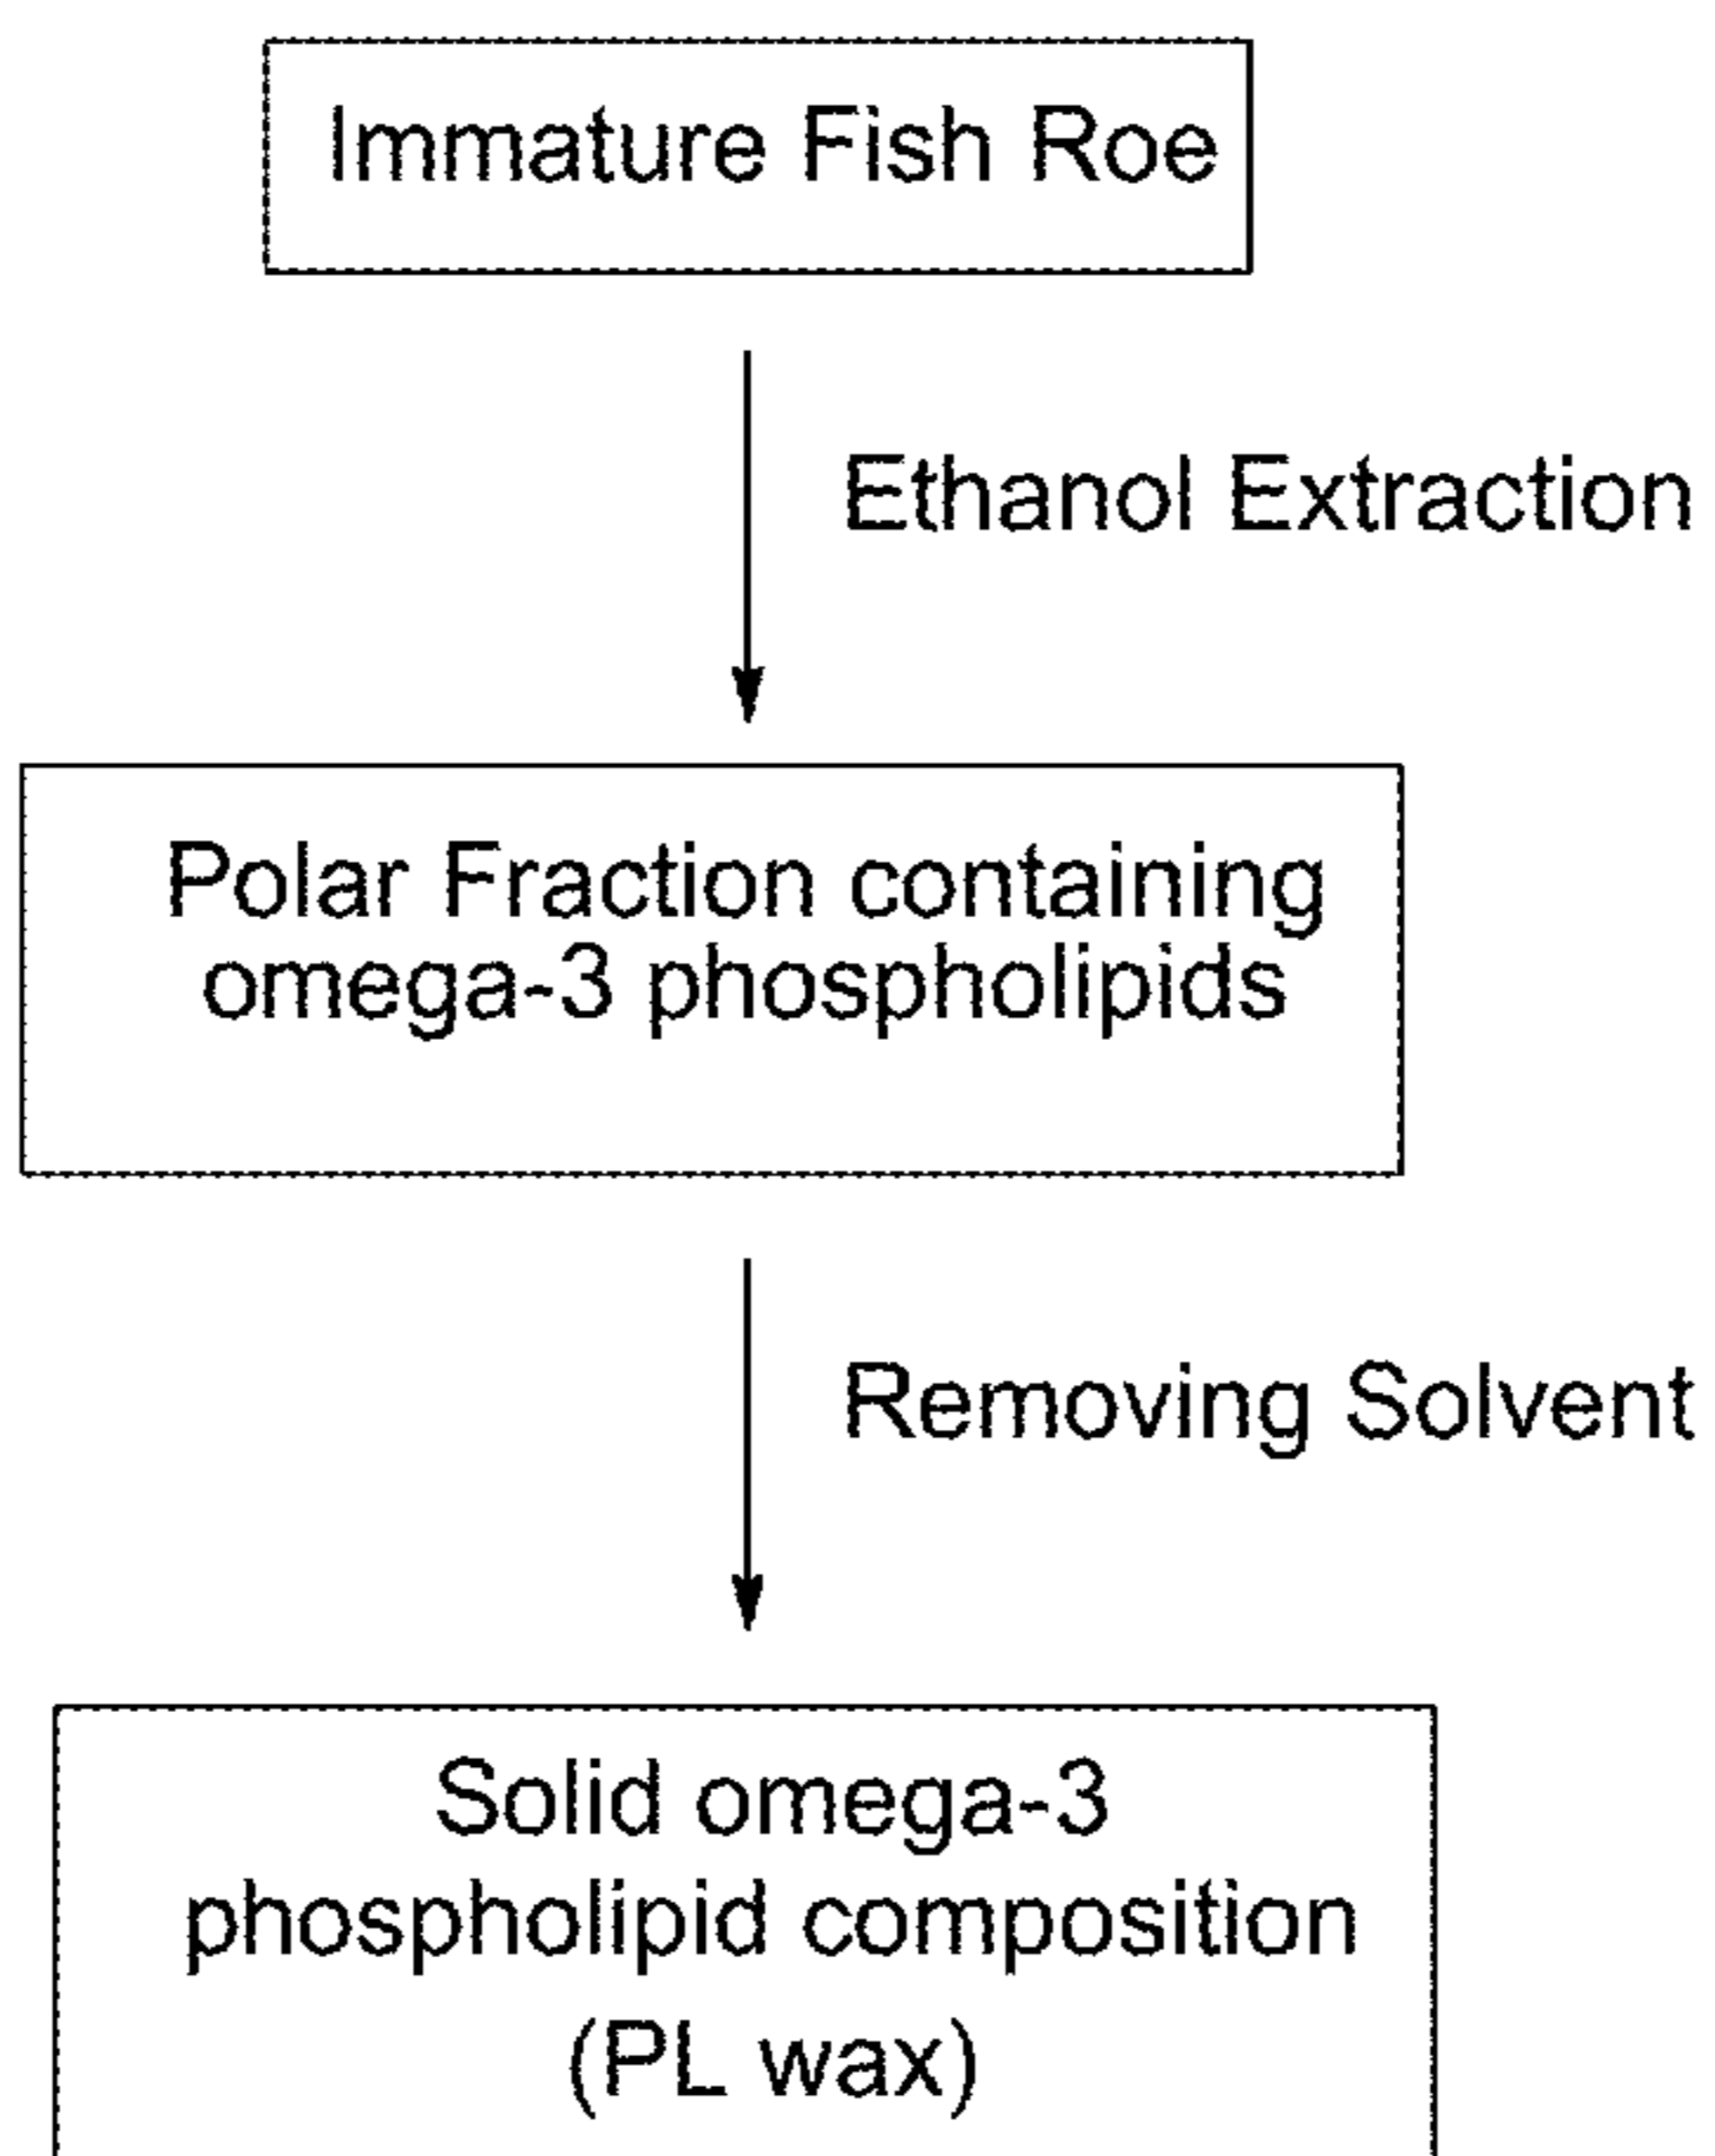 Immature Fish Roe
Ethanol Extraction
Polar Fraction containing
omega-3 phospholipids
Removing Solvent
Solid omega-3
phospholipid composition
(PL wax)